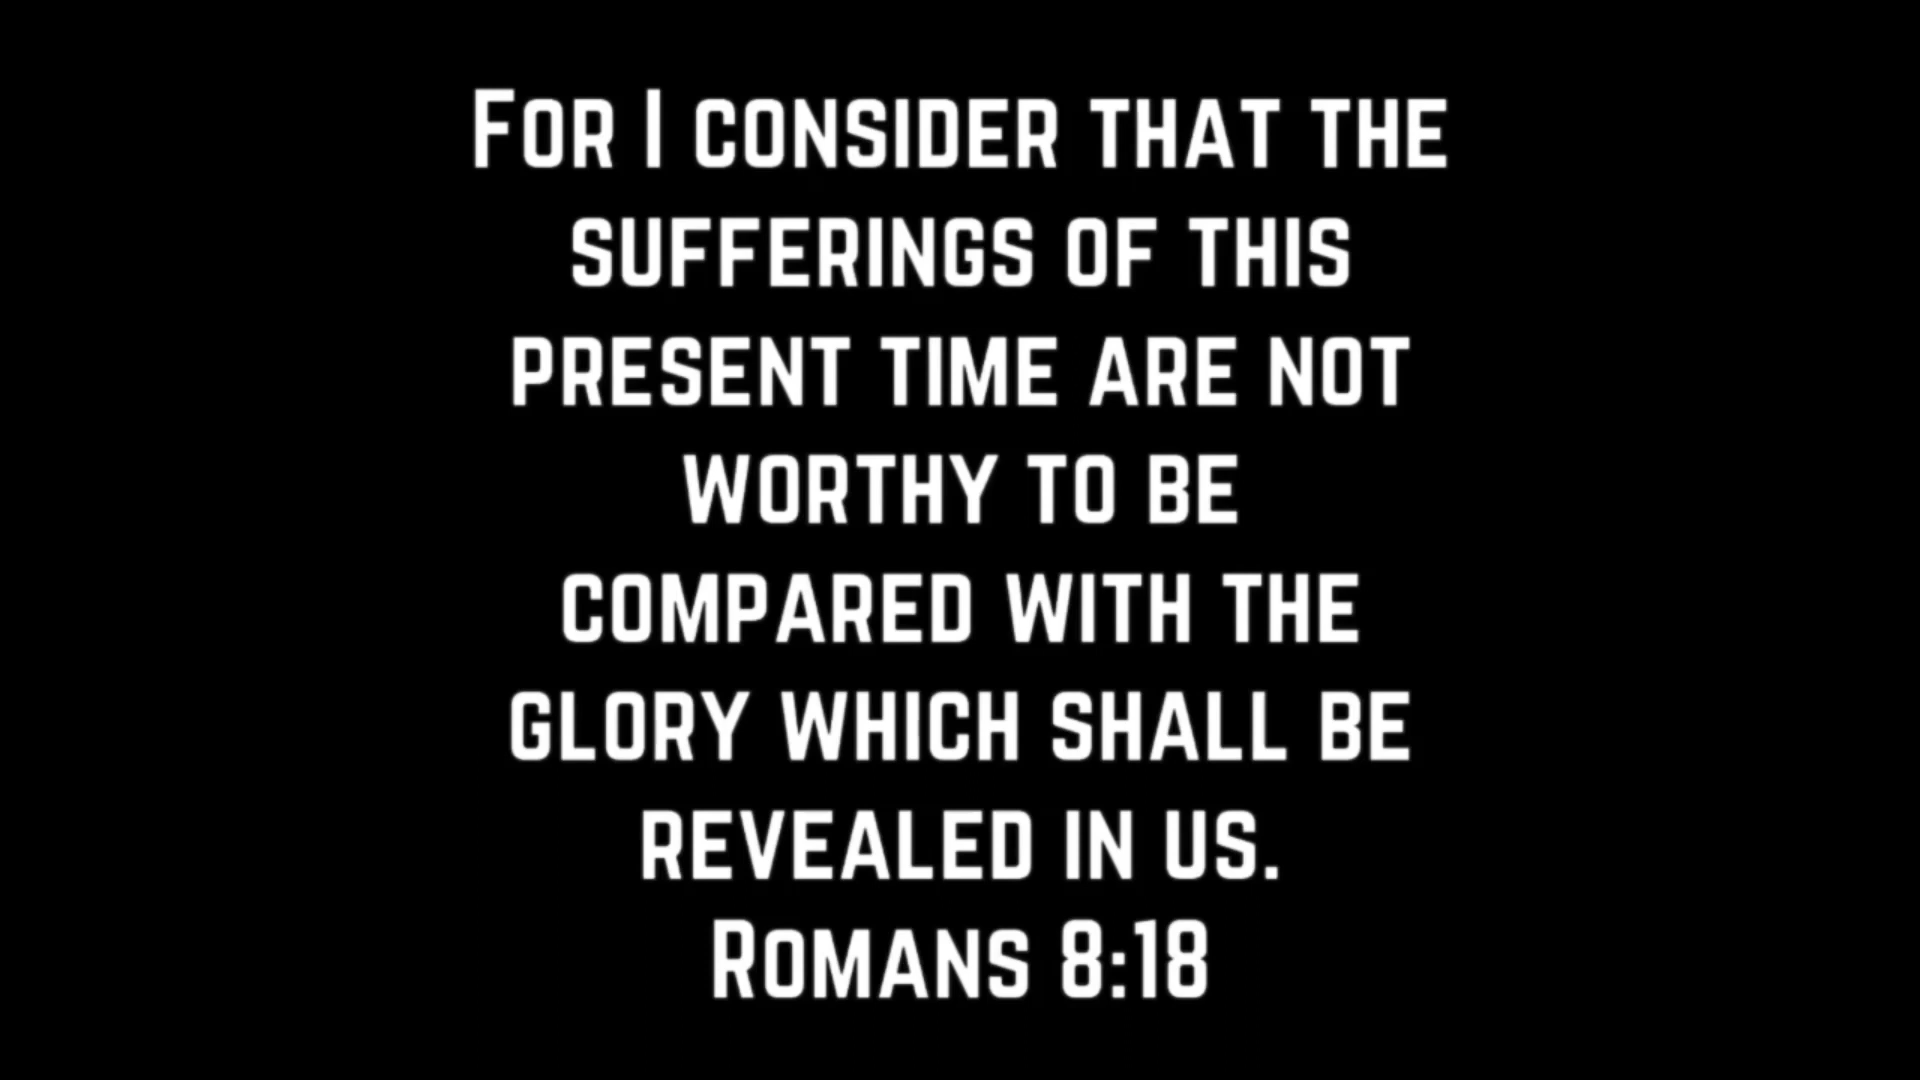 For I consider that the
sufferings of this
present time are not
worthy to be
compared with the
glory which shall be
revealed in us.
Romans 8:18